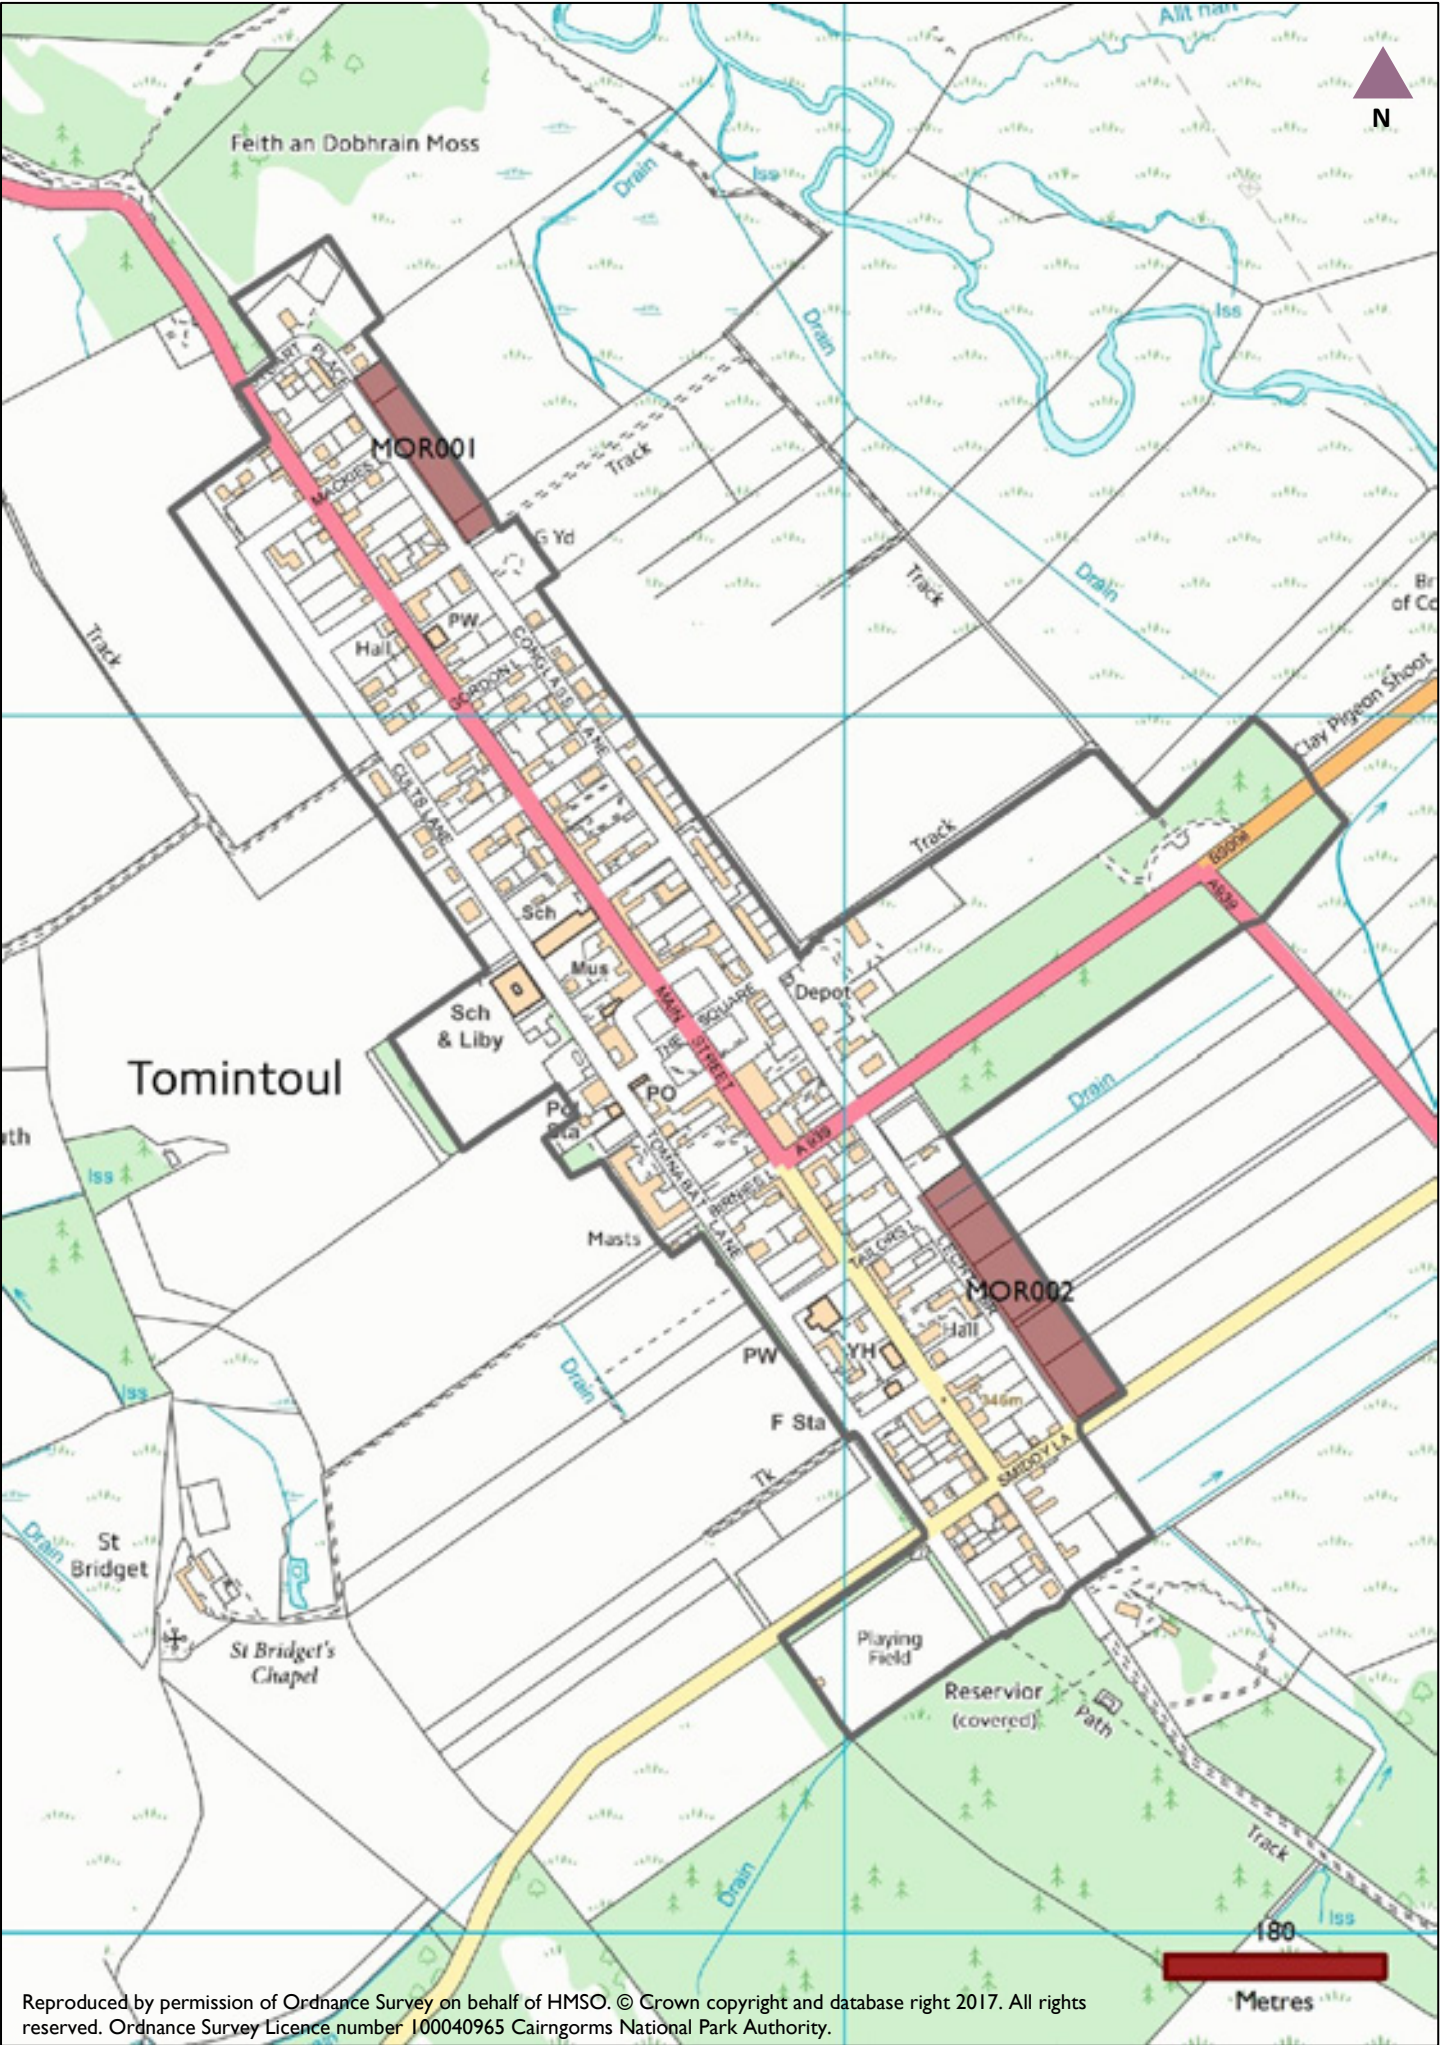 Allt nan
N
Feith an Dobhrain Moss
Drain
Iss
Drain
Iss
PLAC
MOR001
MACKIES
Track
G Yd
Drain
Track
Br
of Co
Track
PW
Hall
GORDON L
CONGLASS LANE
Clay Pigeon Shoot
CULTS LANE
Track
B9008
A939
Sch
Mus
Depot
Sch
& Liby
MAIN STREET
THE SQUARE
Tomintoul
Drain
PO
Pol
Sta
A939
uth
TOMNABAT LANE
BIRNIES L
Iss
Masts
TAILORS L
MOR002
Hall
YH
PW
Drain
Iss
346m
F Sta
SMIDDY LA
Tk
Drain
St
Bridget
St Bridget's
Chapel
Playing
Field
Reservior
(covered)
Path
Track
Drain
Iss
180
Metres
Reproduced by permission of Ordnance Survey on behalf of HMSO. © Crown copyright and database right 2017. All rights
reserved. Ordnance Survey Licence number 100040965 Cairngorms National Park Authority.